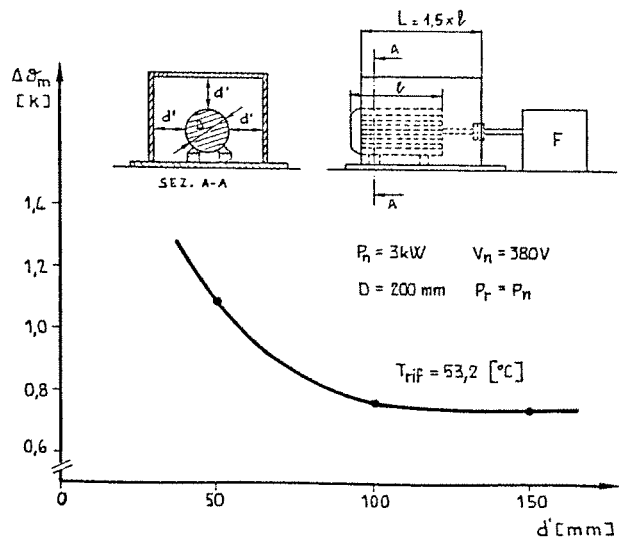 L = 1,5 × l
A
Δϑm
[k]
d'
d'
d'
D
l
F
SEZ. A-A
A
1,4
1,2
1,0
0,8
0,6
Pn = 3kW Vn = 380V
D = 200 mm Pr = Pn
Trif = 53,2 [°C]
0
50
100
150
d' [mm]